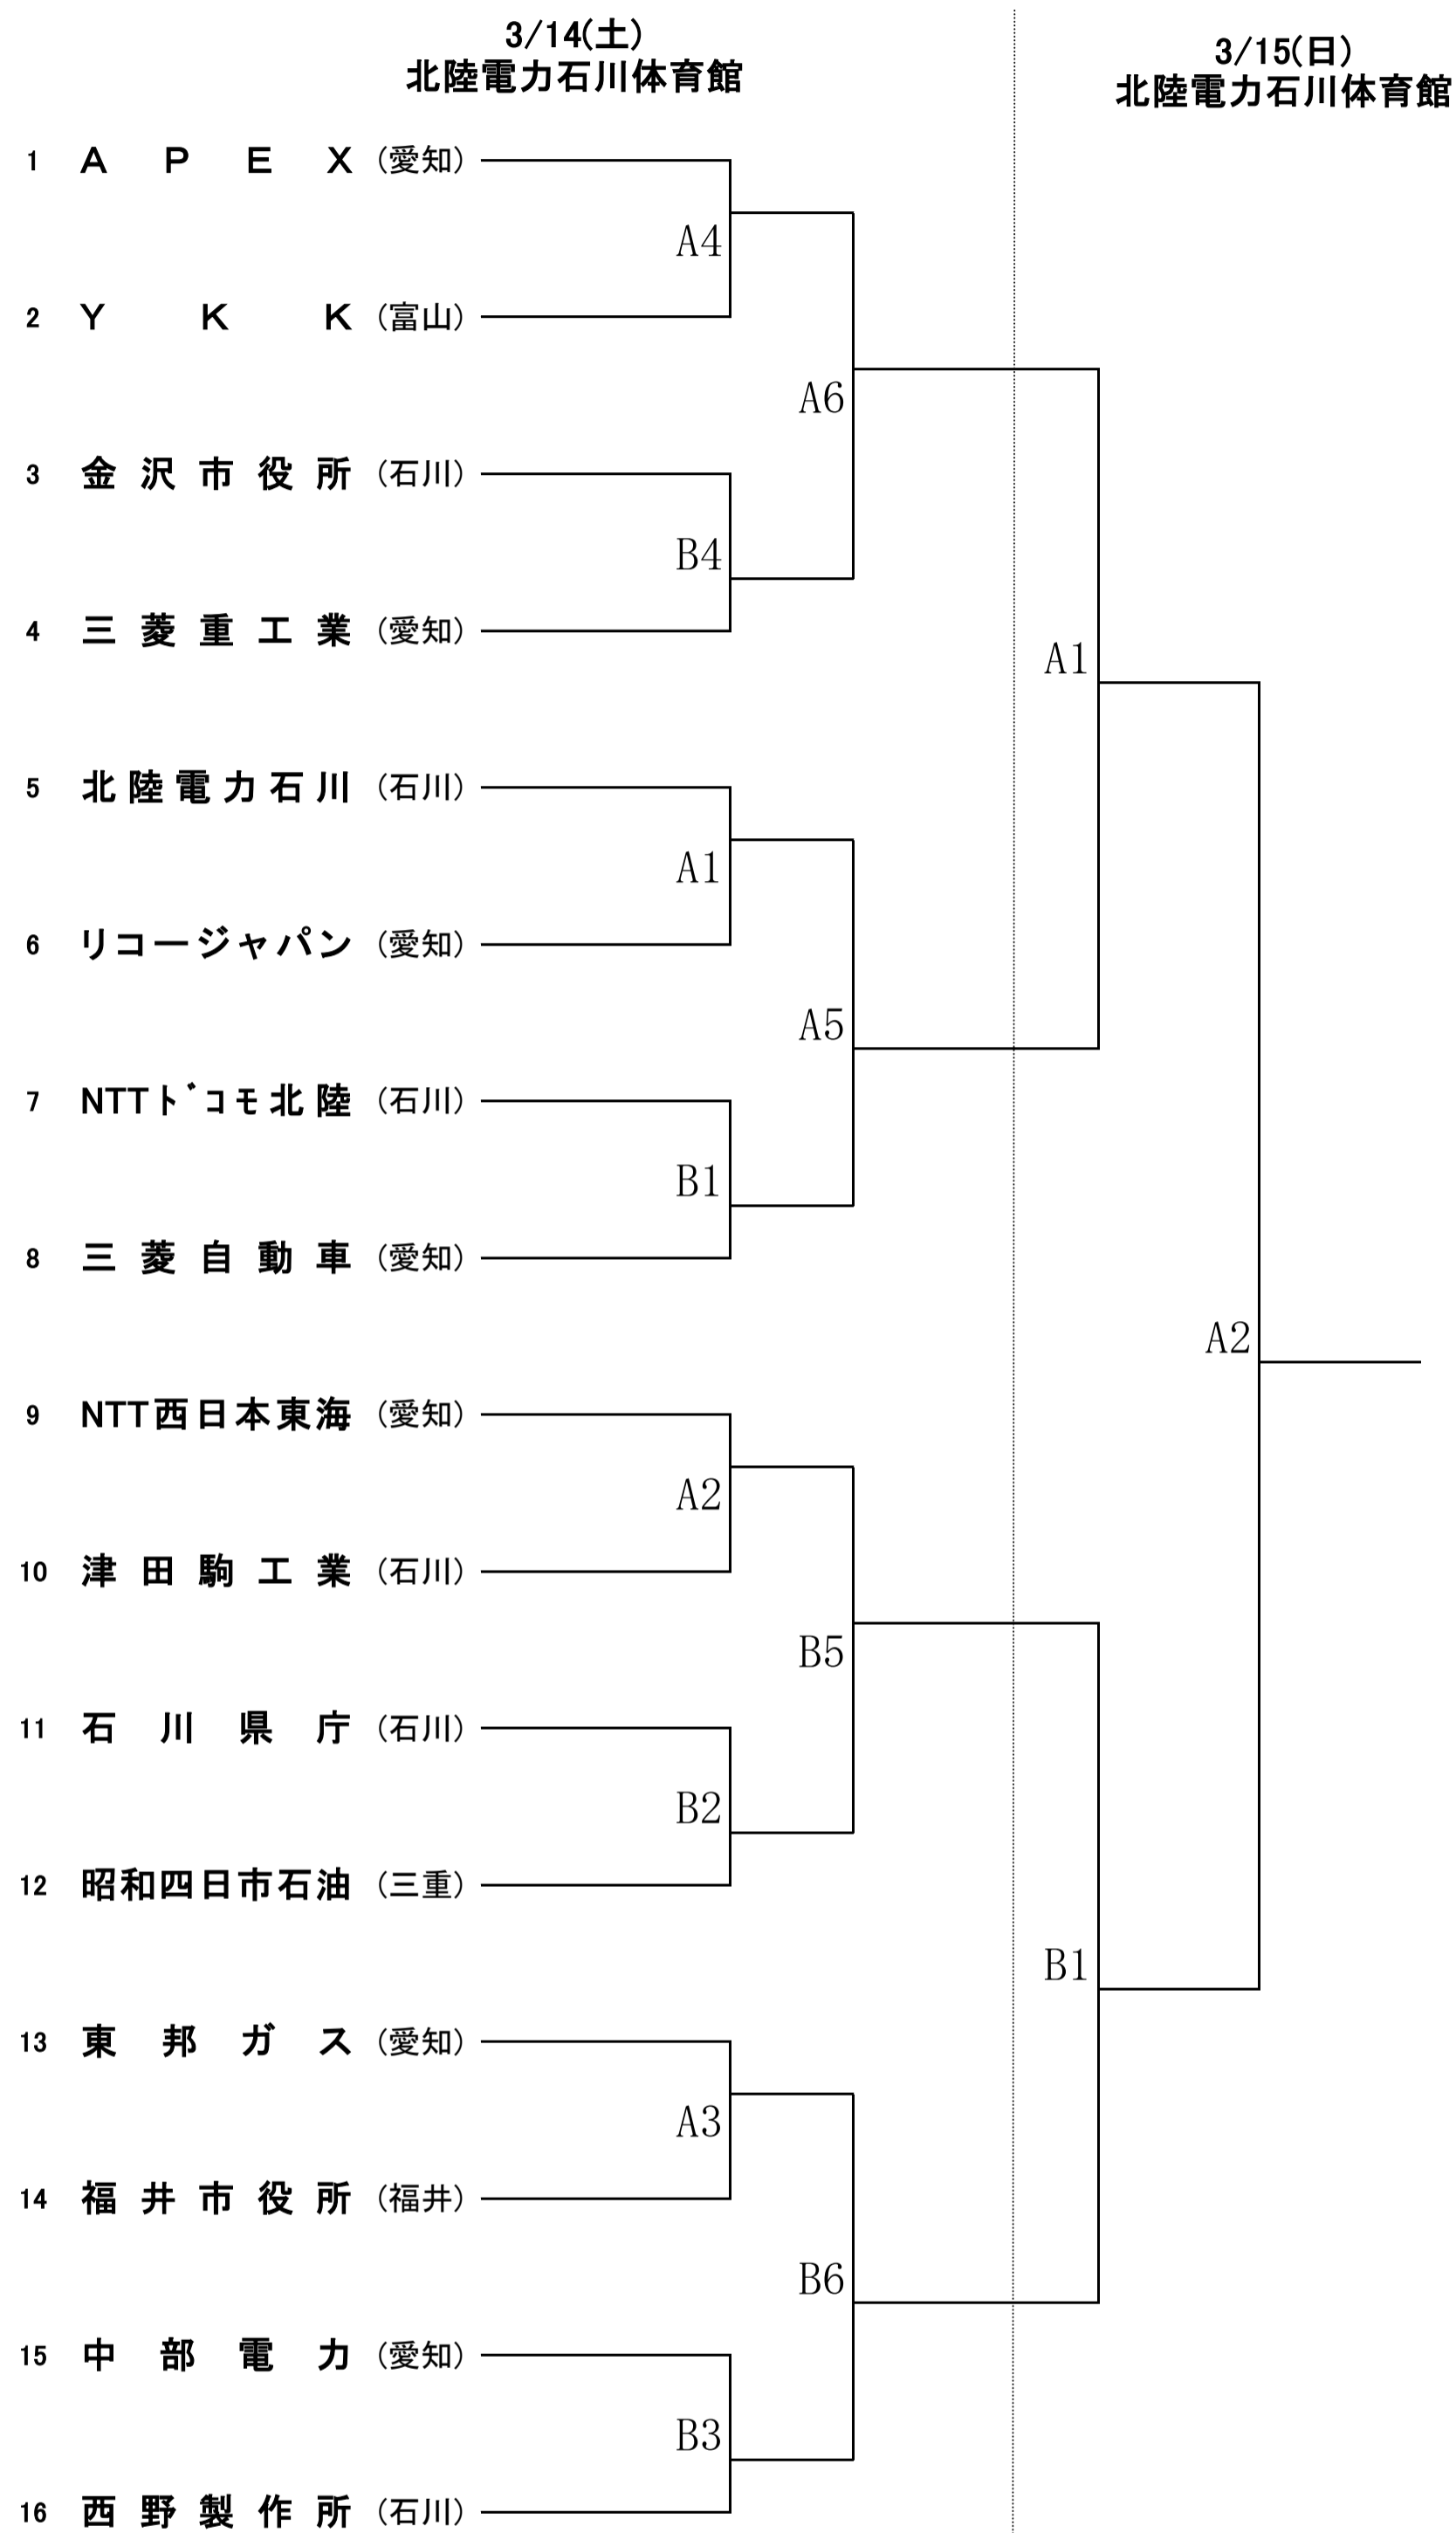 3/14(土)
北陸電力石川体育館
3/15(日)
北陸電力石川体育館
1 ＡＰＥＸ (愛知)
A4
2 ＹＫＫ (富山)
A6
3 金沢市役所 (石川)
B4
4 三菱重工業 (愛知)
A1
5 北陸電力石川 (石川)
A1
6 リコージャパン (愛知)
A5
7 NTTﾄﾞｺﾓ北陸 (石川)
B1
8 三菱自動車 (愛知)
A2
9 NTT西日本東海 (愛知)
A2
10 津田駒工業 (石川)
B5
11 石川県庁 (石川)
B2
12 昭和四日市石油 (三重)
B1
13 東邦ガス (愛知)
A3
14 福井市役所 (福井)
B6
15 中部電力 (愛知)
B3
16 西野製作所 (石川)